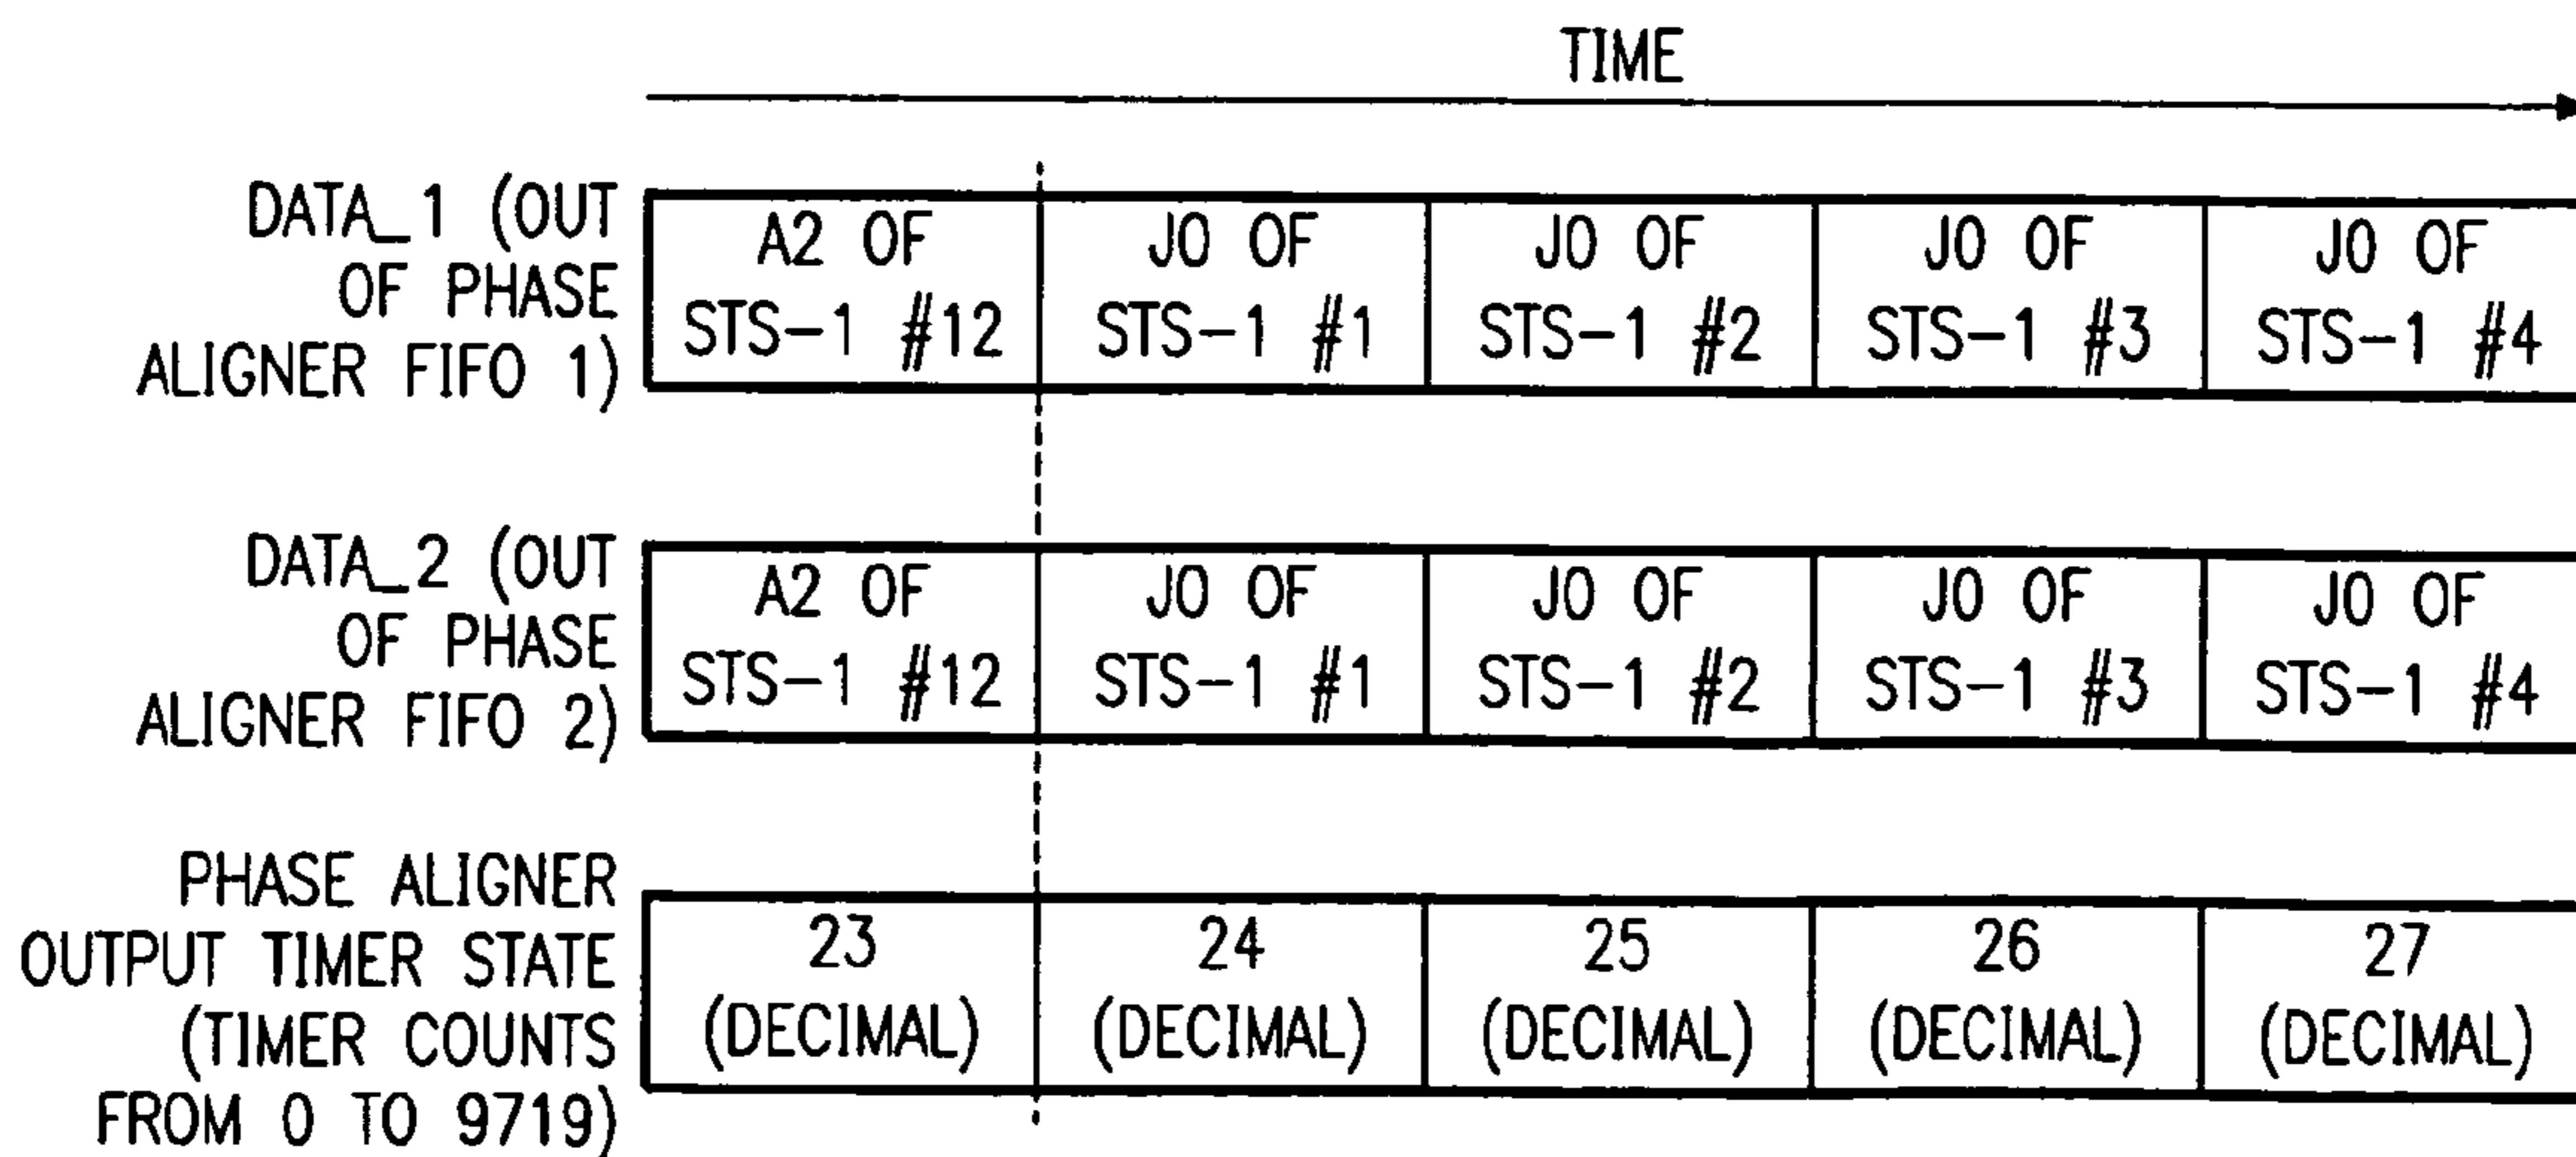 TIME
DATA_1 (OUT
OF PHASE
ALIGNER FIFO 1)
A2 OF
STS-1 #12
J0 OF
STS-1 #1
J0 OF
STS-1 #2
J0 OF
STS-1 #3
J0 OF
STS-1 #4
DATA_2 (OUT
OF PHASE
ALIGNER FIFO 2)
A2 OF
STS-1 #12
J0 OF
STS-1 #1
J0 OF
STS-1 #2
J0 OF
STS-1 #3
J0 OF
STS-1 #4
PHASE ALIGNER
OUTPUT TIMER STATE
(TIMER COUNTS
FROM 0 TO 9719)
23
(DECIMAL)
24
(DECIMAL)
25
(DECIMAL)
26
(DECIMAL)
27
(DECIMAL)